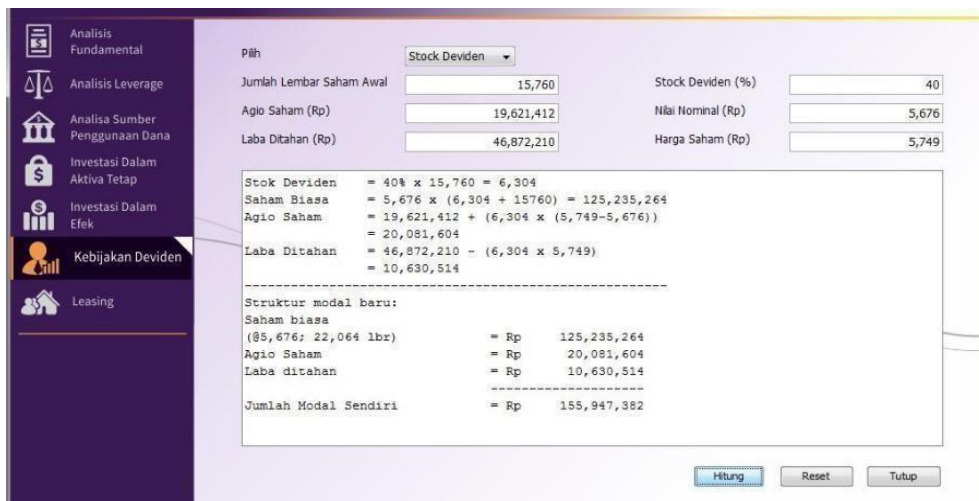 Analisis
Fundamental
Analisis Leverage
Analisa Sumber
Penggunaan Dana
Investasi Dalam
Aktiva Tetap
Investasi Dalam
Efek
Kebijakan Deviden
Leasing
Pilih Stock Deviden
Jumlah Lembar Saham Awal 15,760 Stock Deviden (%) 40
Agio Saham (Rp) 19,621,412 Nilai Nominal (Rp) 5,676
Laba Ditahan (Rp) 46,872,210 Harga Saham (Rp) 5,749
Stok Deviden = 40% x 15,760 = 6,304
Saham Biasa = 5,676 x (6,304 + 15760) = 125,235,264
Agio Saham = 19,621,412 + (6,304 x (5,749-5,676))
= 20,081,604
Laba Ditahan = 46,872,210 - (6,304 x 5,749)
= 10,630,514
------------------------------------------------------------
Struktur modal baru:
Saham biasa
(@5,676; 22,064 lbr) = Rp 125,235,264
Agio Saham = Rp 20,081,604
Laba ditahan = Rp 10,630,514
----------------------
Jumlah Modal Sendiri = Rp 155,947,382
Hitung Reset Tutup